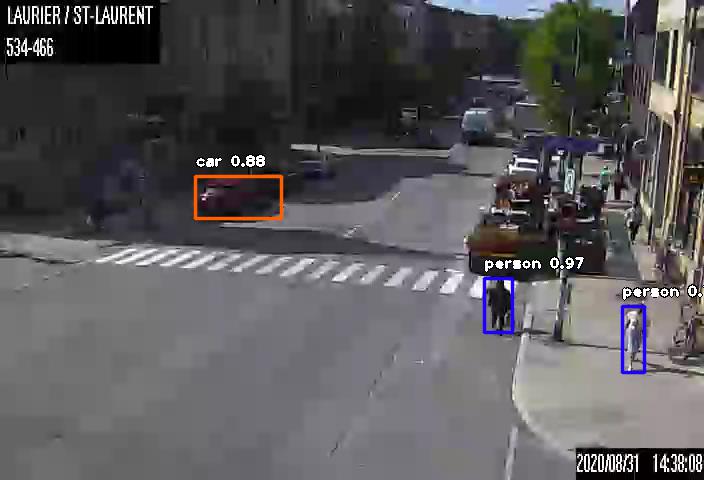 LAURIER / ST-LAURENT
534-466
car 0.88
person 0.97
person 0.
2020/08/31 14:38:08